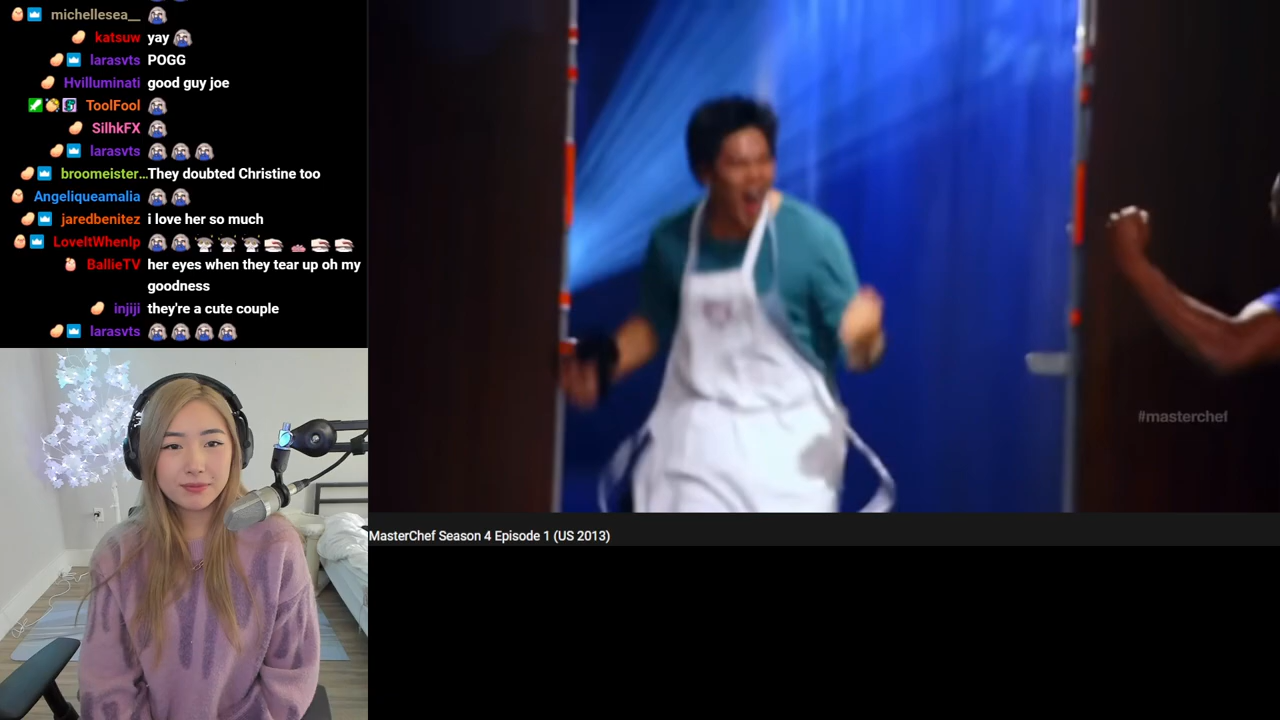 michellesea__
katsuw yay
larasvts POGG
Hvilluminati good guy joe
ToolFool
SilhkFX
larasvts
broomeister… They doubted Christine too
Angeliqueamalia
jaredbenitez i love her so much
LoveItWhenIp
BallieTV her eyes when they tear up oh my
goodness
injiji they're a cute couple
larasvts
#masterchef
MasterChef Season 4 Episode 1 (US 2013)